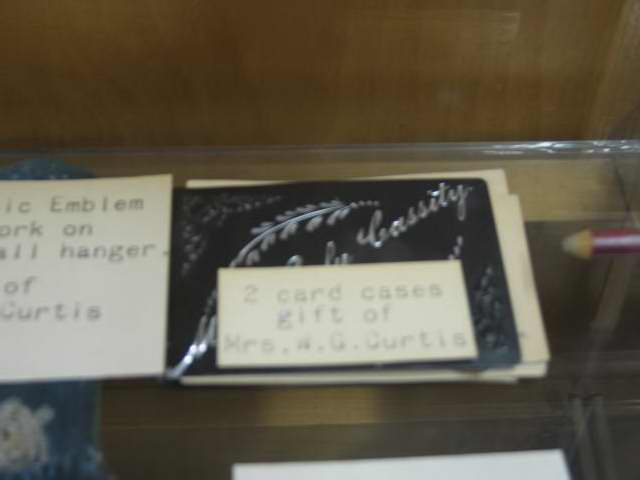 ic Emblem
ork on
all hanger.
of
Curtis
Cassity
2 card cases
gift of
Mrs.W.G.Curtis